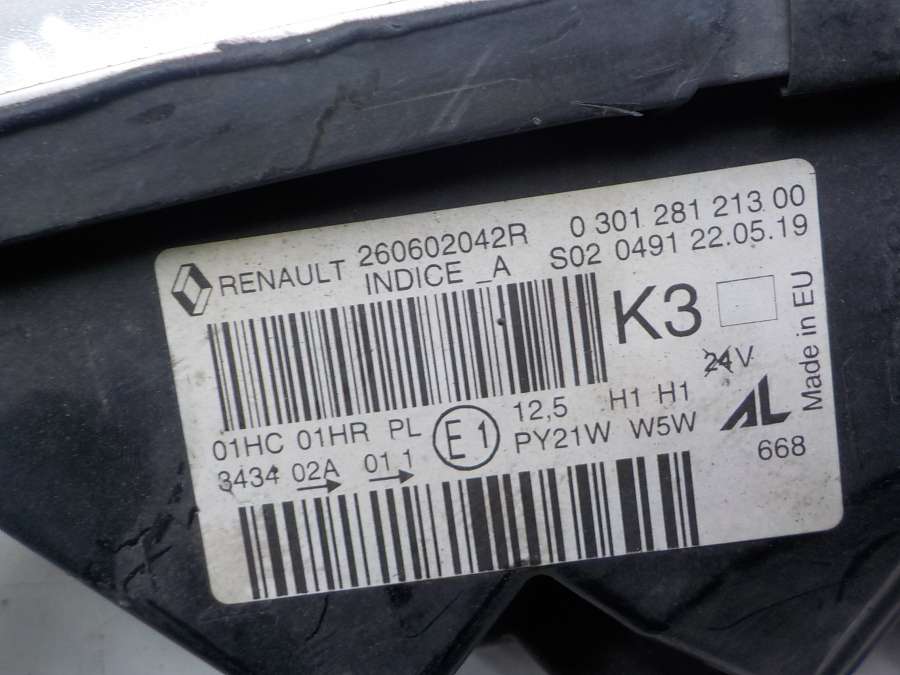 RENAULT 260602042R 0 301 281 213 00
INDICE _A S02 0491 22.05.19
K3
24V
Made in EU
01HC 01HR PL E1 12,5 H1 H1
3434 02A 01 1 PY21W W5W AL
668